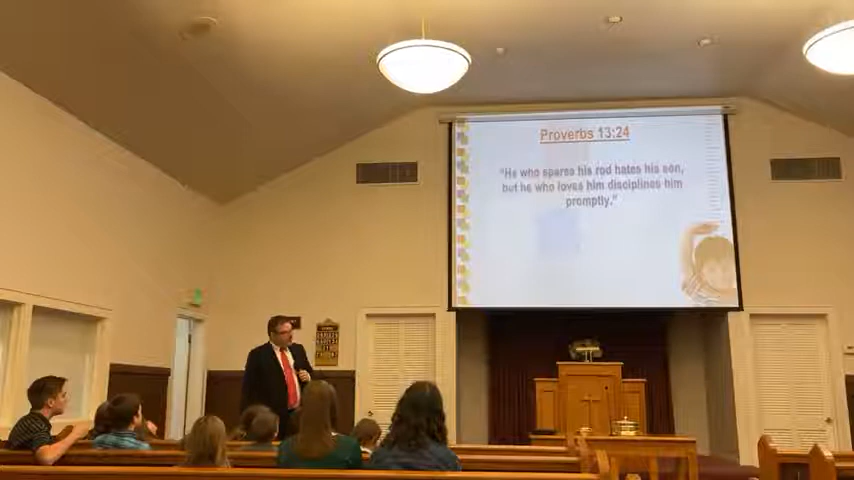 Proverbs 13:24
"He who spares his rod hates his son,
but he who loves him disciplines him
promptly."